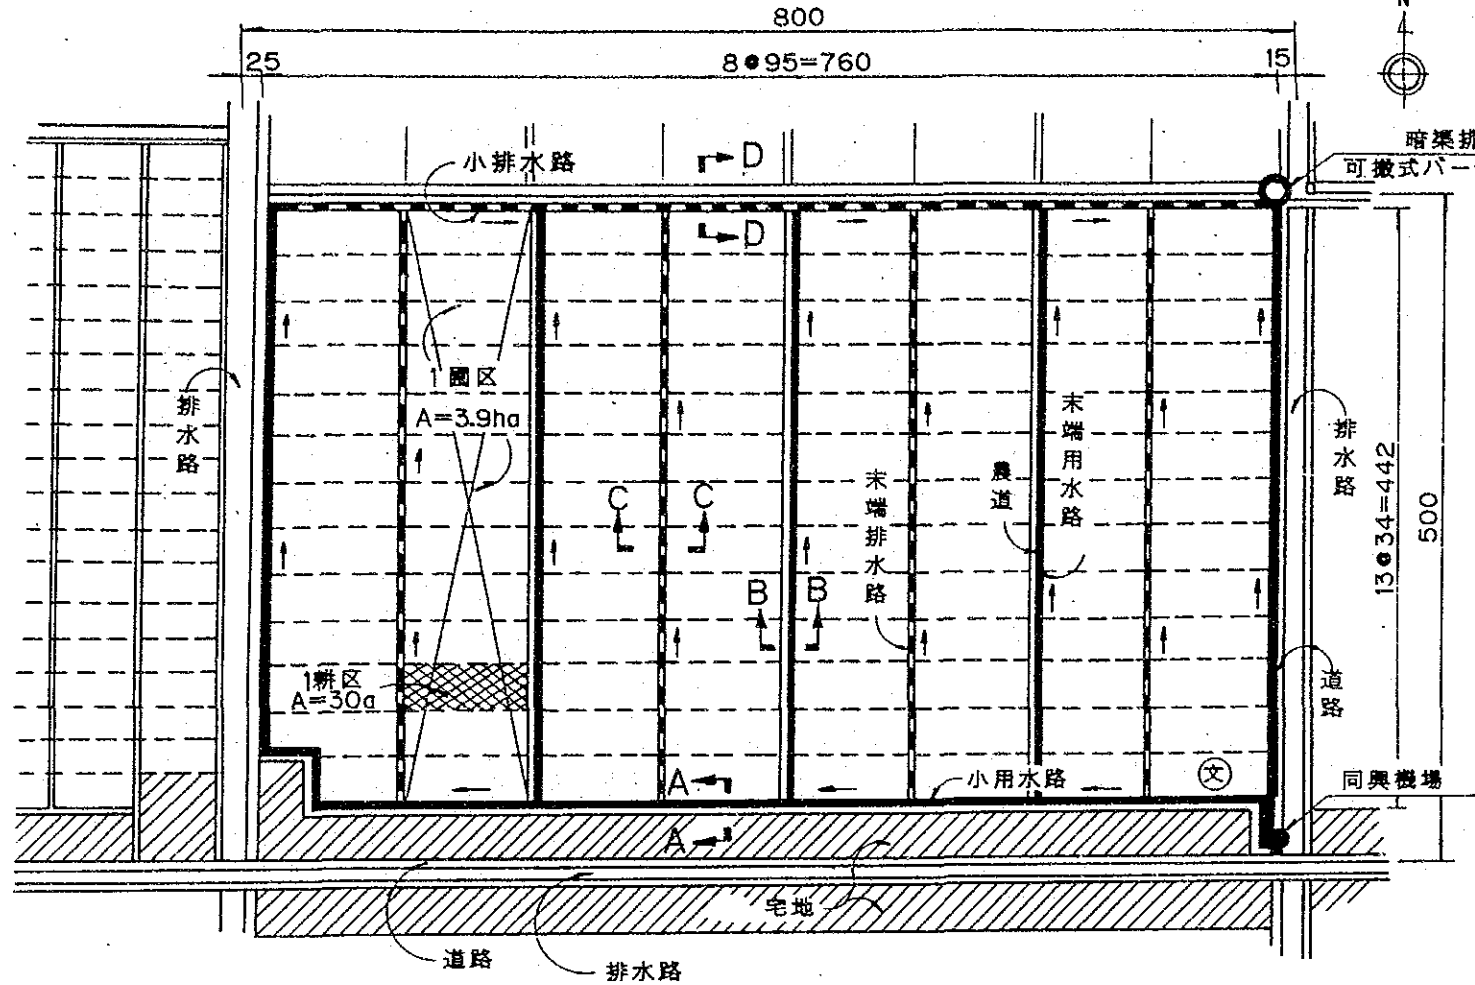 800
N
25
8●95=760
15
暗渠排
可搬式バー
小排水路
D
D
1圃区
A=3.9ha
排水路
末端用水路
農道
末端排水路
排水路
13●34=442
500
C
C
B
B
1耕区
A=30a
道路
文
小用水路
同興機場
A
A
宅地
道路
排水路